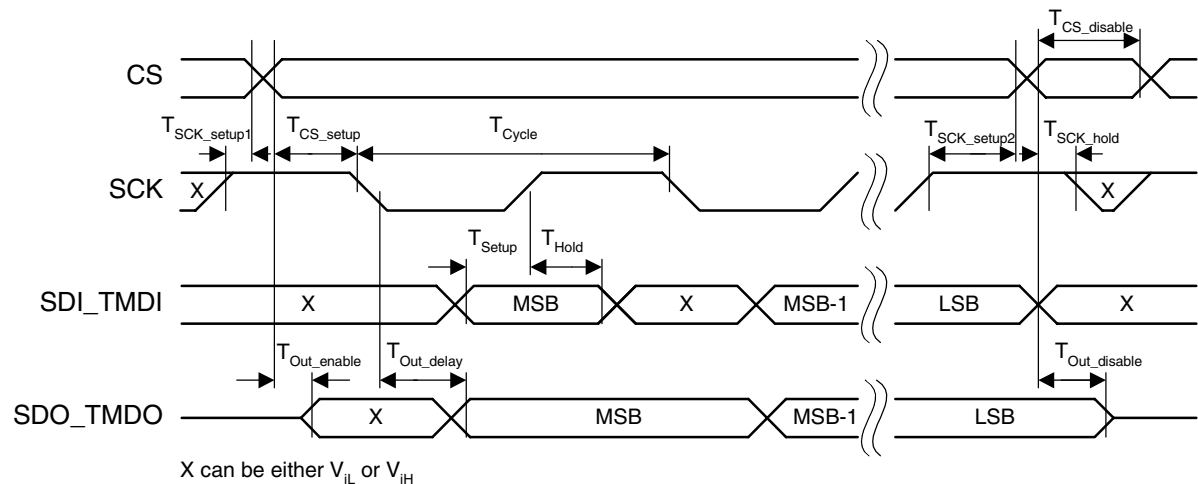 T_CS_disable
CS
T_SCK_setup1 T_CS_setup T_Cycle T_SCK_setup2 T_SCK_hold
SCK X X
T_Setup T_Hold
SDI_TMDI X MSB X MSB-1 LSB X
T_Out_enable T_Out_delay T_Out_disable
SDO_TMDO X MSB MSB-1 LSB
X can be either V_iL or V_iH